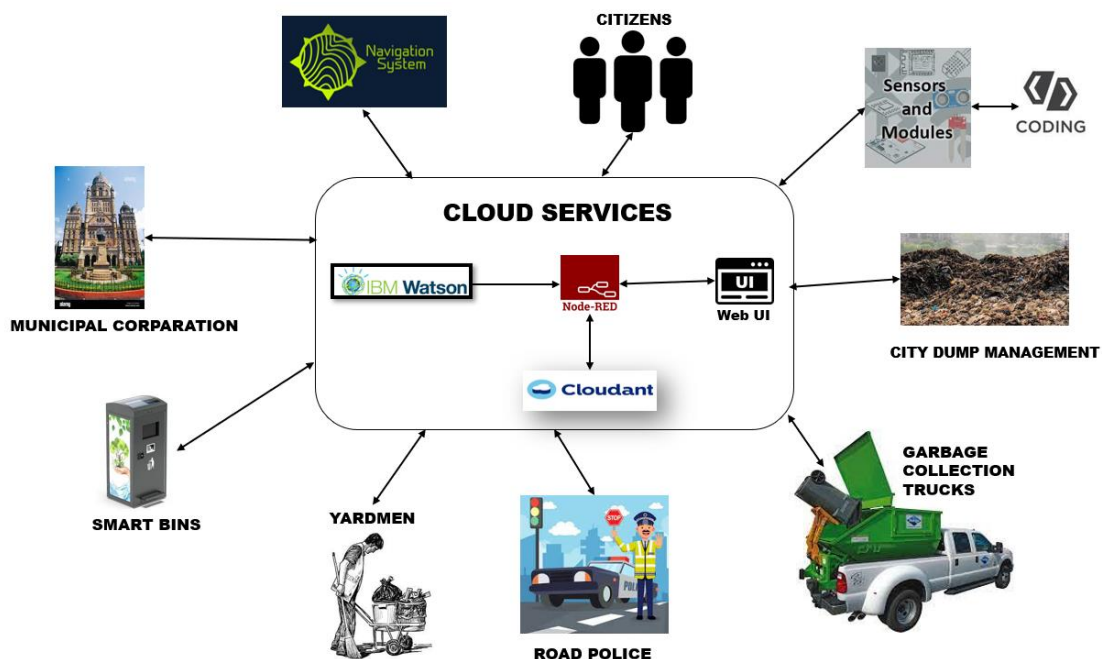 CITIZENS
Navigation
System
Sensors
and
Modules
CODING
CLOUD SERVICES
IBM Watson
Node-RED
UI
Web UI
Cloudant
MUNICIPAL CORPARATION
CITY DUMP MANAGEMENT
SMART BINS
YARDMEN
STOP
POLICE
ROAD POLICE
GARBAGE
COLLECTION
TRUCKS